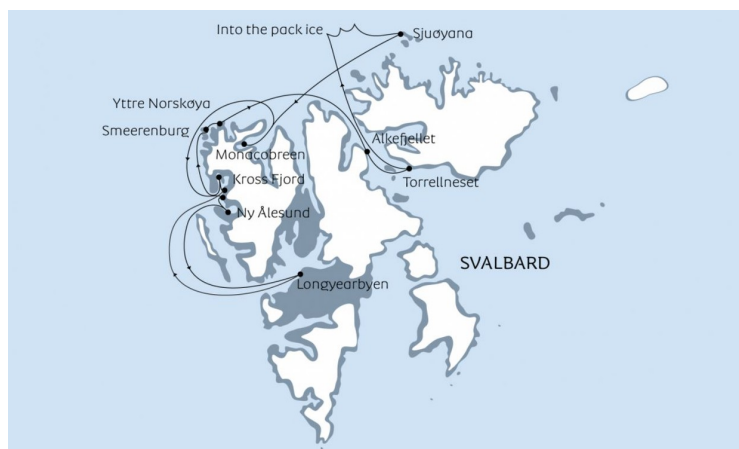 Into the pack ice
Sjuøyana
Yttre Norskøya
Smeerenburg
Alkefjellet
Monacobreen
Kross Fjord
Torrellneset
Ny Ålesund
SVALBARD
Longyearbyen